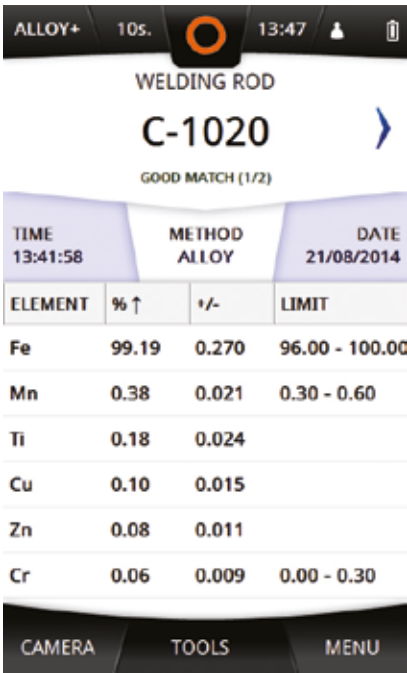 ALLOY+ 10s. 13:47
WELDING ROD
C-1020
GOOD MATCH (1/2)
TIME METHOD DATE
13:41:58 ALLOY 21/08/2014
ELEMENT % ↑ +/- LIMIT
Fe 99.19 0.270 96.00 - 100.00
Mn 0.38 0.021 0.30 - 0.60
Ti 0.18 0.024
Cu 0.10 0.015
Zn 0.08 0.011
Cr 0.06 0.009 0.00 - 0.30
CAMERA TOOLS MENU